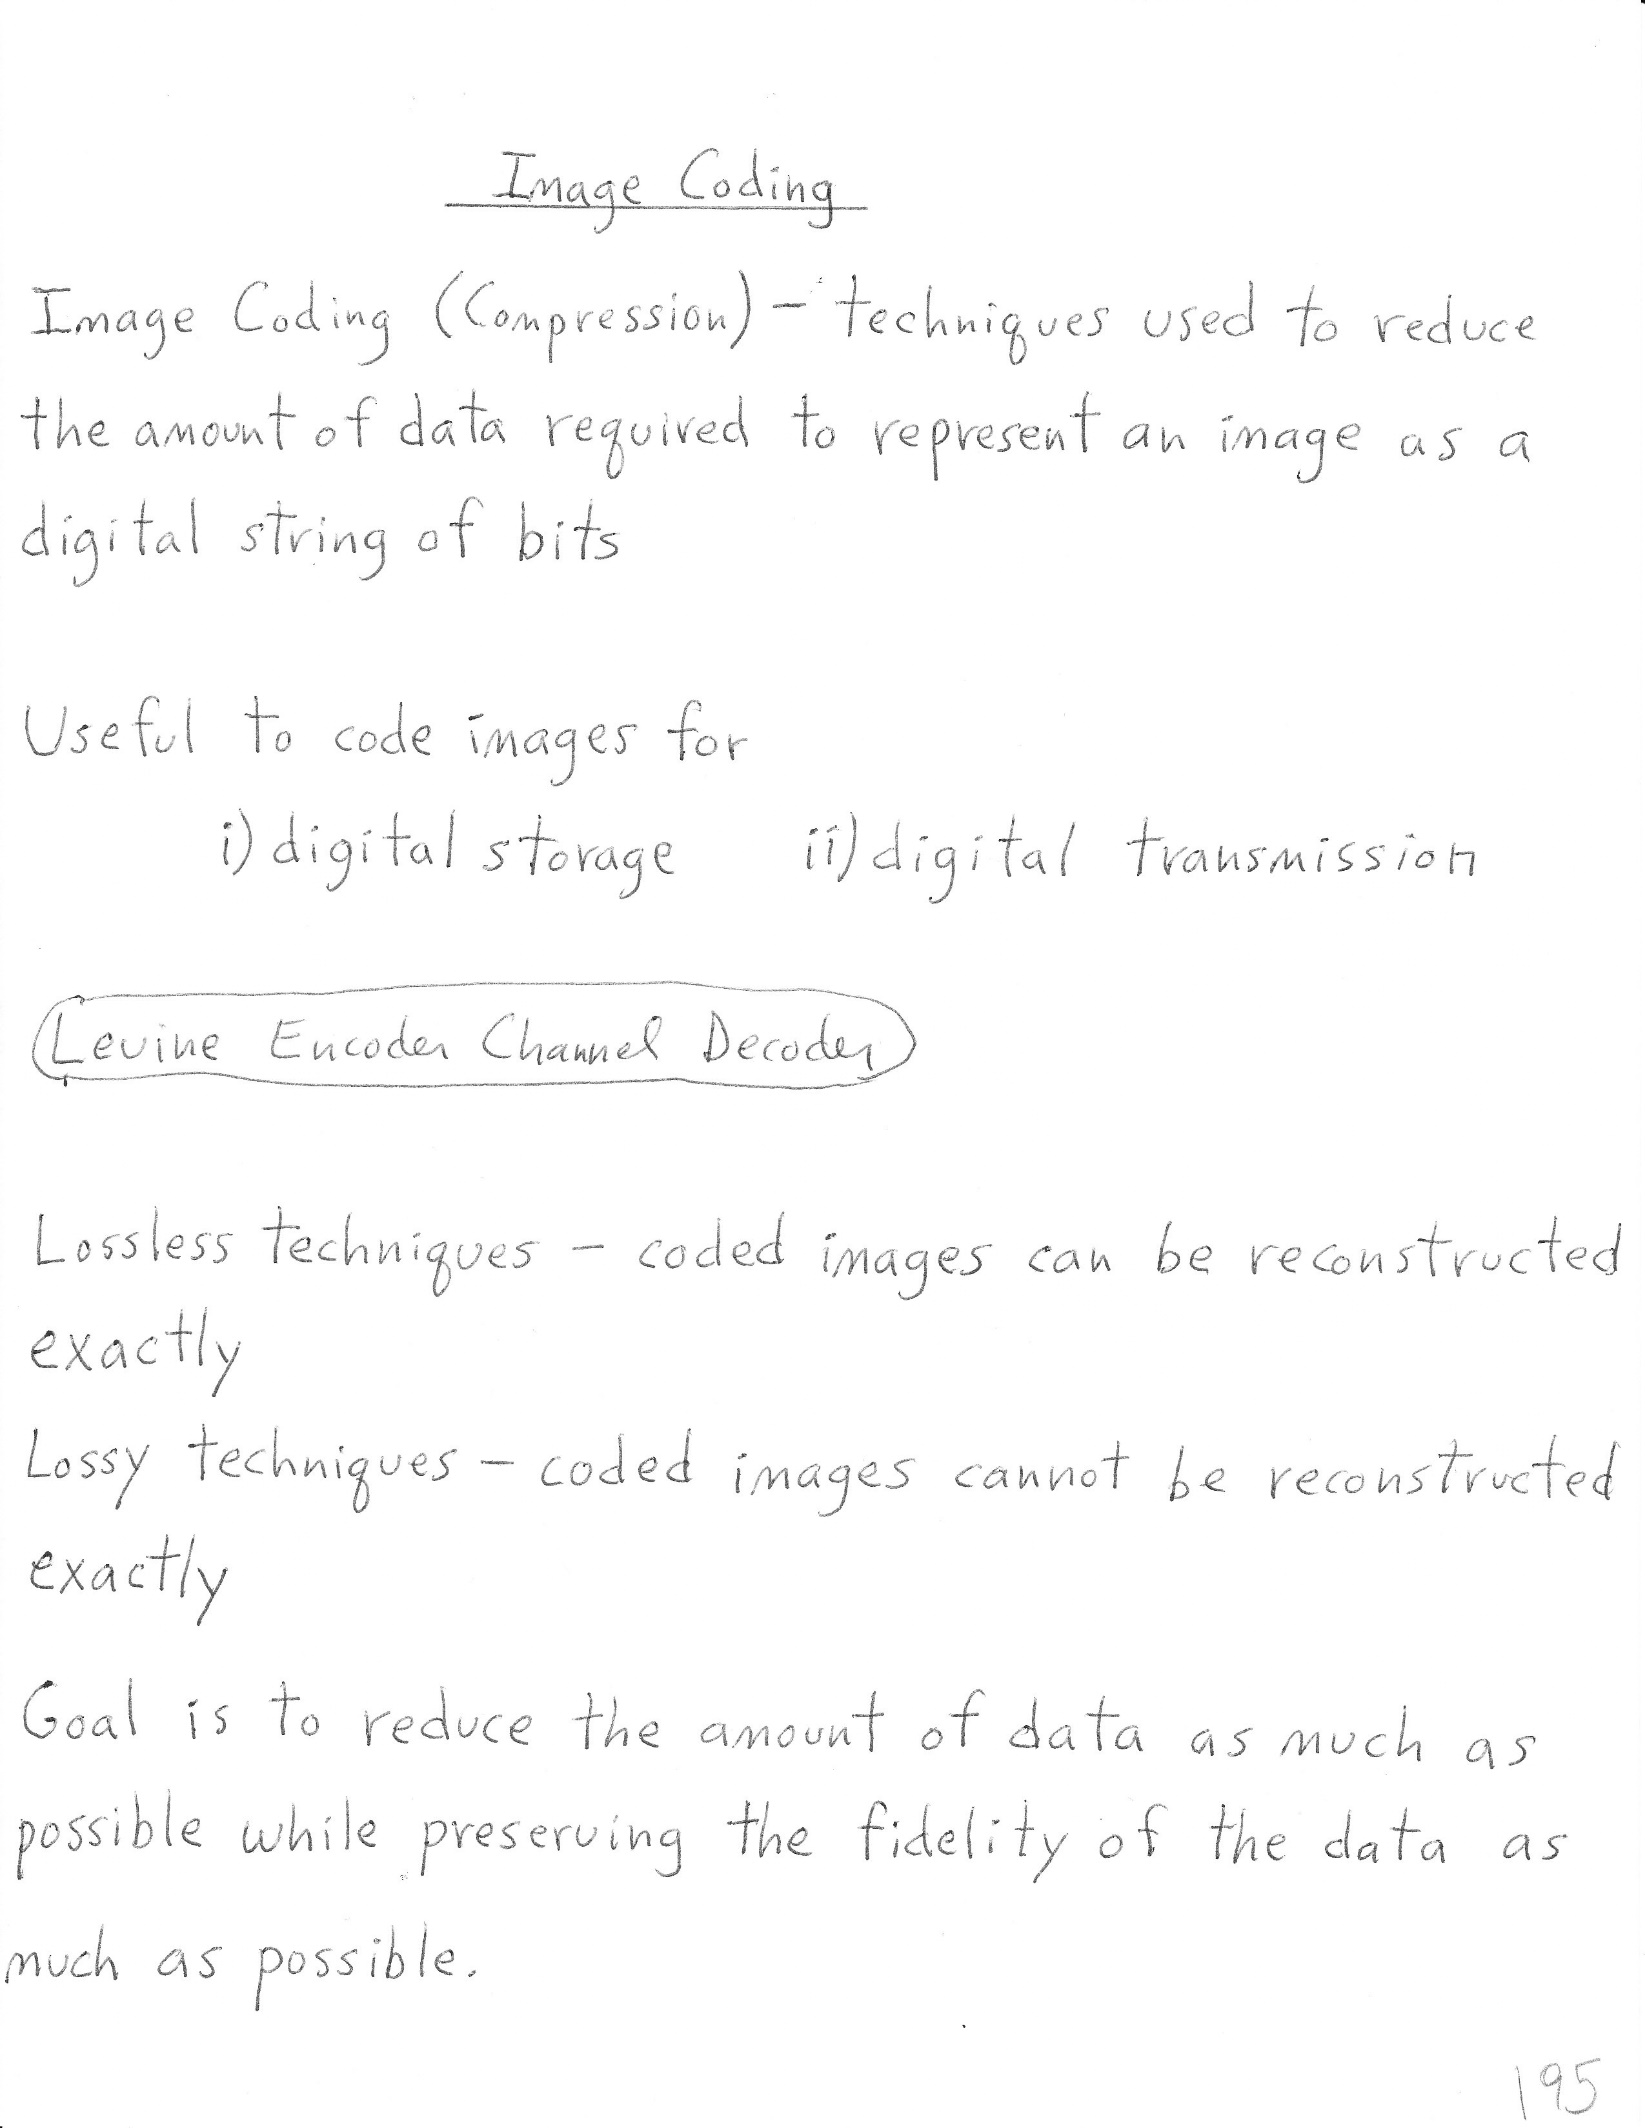 Image Coding
Image Coding (Compression) - techniques used to reduce
the amount of data required to represent an image as a
digital string of bits
Useful to code images for
i) digital storage ii) digital transmission
Levine Encoder Channel Decoder
Lossless techniques - coded images can be reconstructed
exactly
Lossy techniques - coded images cannot be reconstructed
exactly
Goal is to reduce the amount of data as much as
possible while preserving the fidelity of the data as
much as possible.
195